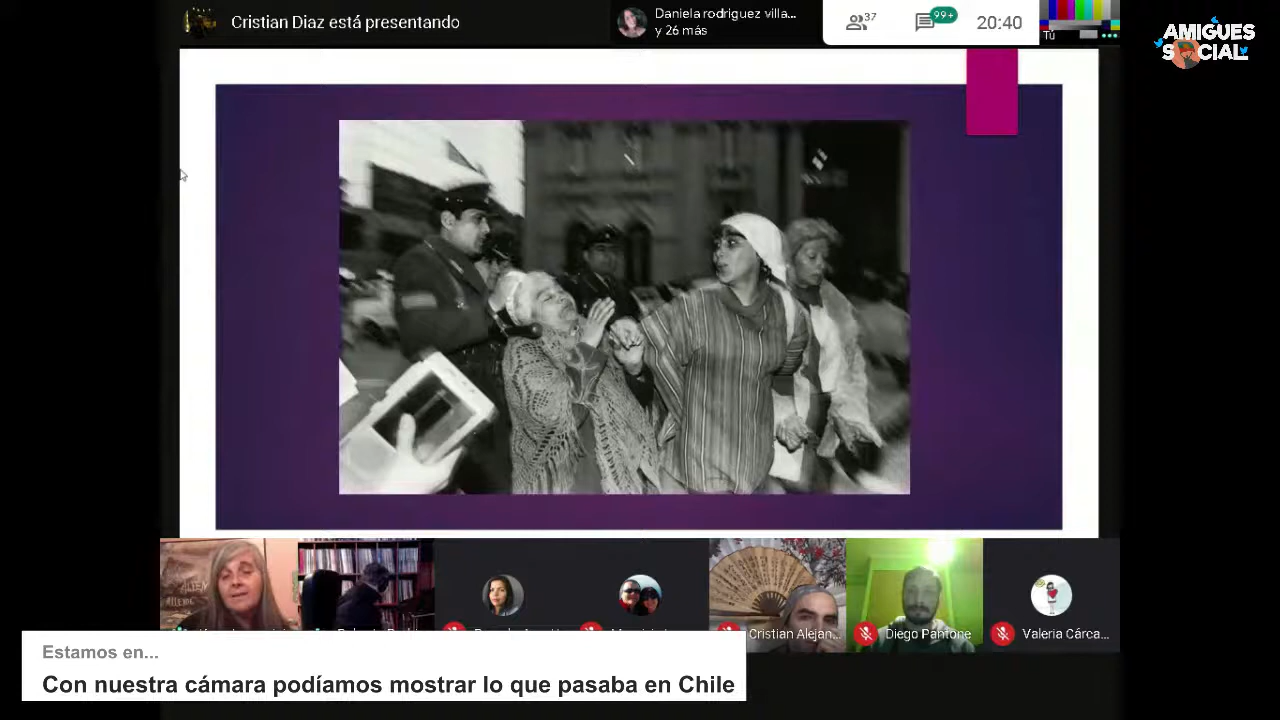 Cristian Diaz está presentando
Daniela rodriguez villa...
y 26 más
37
99+
20:40
Tú
AMIGUES
SOCIAL
Cristian Alejan...
Diego Pantone
Valeria Cárca...
Estamos en...
Con nuestra cámara podíamos mostrar lo que pasaba en Chile